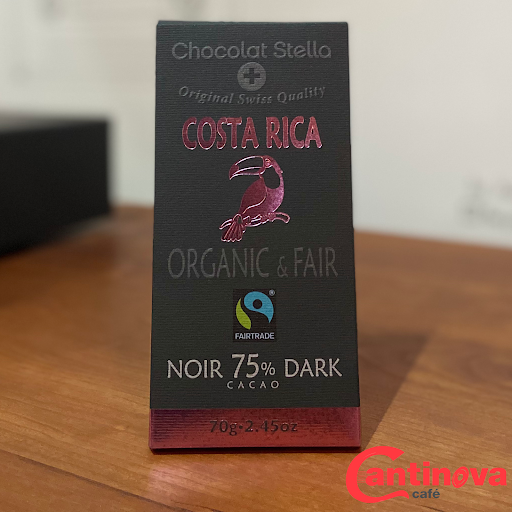 Chocolat Stella
Original Swiss Quality
COSTA RICA
ORGANIC & FAIR
FAIRTRADE
NOIR 75% DARK
CACAO
70g-2.45oz
Cantinova
café